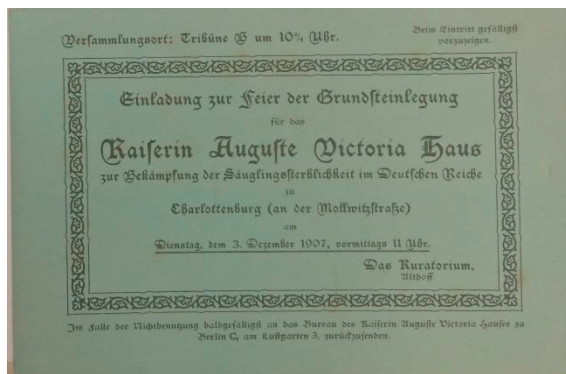 Versammlungsort: Tribüne B um Uhr.
Beim Eintritt gefälligst
vorzuzeigen.
Einladung zur Feier der Grundsteinlegung
für das
Kaiserin Auguste Victoria Haus
zur Bekämpfung der Säuglingssterblichkeit im Deutschen Reiche
zu
Charlottenburg (an der Mollwitzstraße)
am
Dienstag, dem 3. Dezember 1907, vormittags 11 Uhr.
Das Kuratorium.
Althoff.
Im Falle der Nichtbenutzung baldgefälligst an das Bureau des Kaiserin Auguste Victoria Hauses zu
Berlin C, am Lustgarten 3, zurückzusenden.